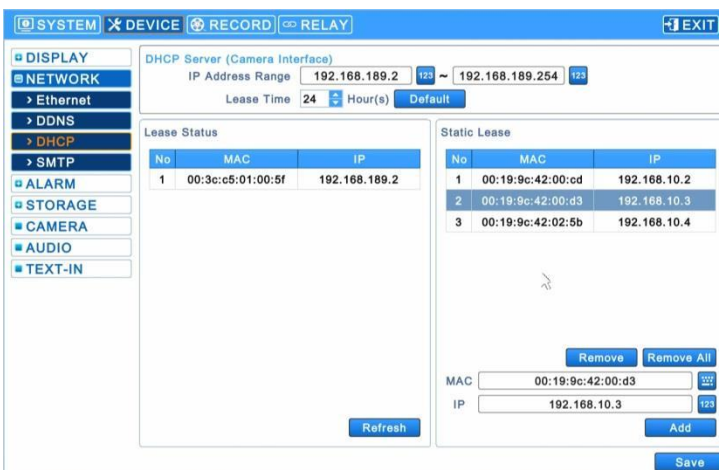 SYSTEM DEVICE RECORD RELAY EXIT
DISPLAY
NETWORK
> Ethernet
> DDNS
> DHCP
> SMTP
ALARM
STORAGE
CAMERA
AUDIO
TEXT-IN
DHCP Server (Camera Interface)
IP Address Range 192.168.189.2 123 ~ 192.168.189.254 123
Lease Time 24 Hour(s) Default
Lease Status
No MAC IP
1 00:3c:c5:01:00:5f 192.168.189.2
Refresh
Static Lease
No MAC IP
1 00:19:9c:42:00:cd 192.168.10.2
2 00:19:9c:42:00:d3 192.168.10.3
3 00:19:9c:42:02:5b 192.168.10.4
Remove Remove All
MAC 00:19:9c:42:00:d3
IP 192.168.10.3 123
Add
Save